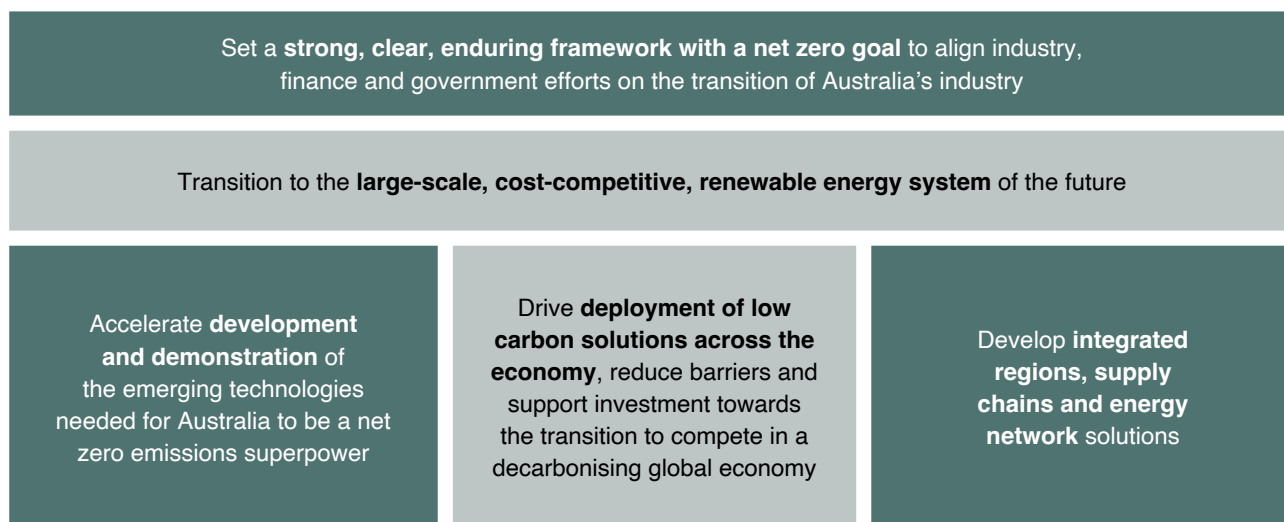 Set a strong, clear, enduring framework with a net zero goal to align industry,
finance and government efforts on the transition of Australia’s industry
Transition to the large-scale, cost-competitive, renewable energy system of the future
Accelerate development
and demonstration of
the emerging technologies
needed for Australia to be a net
zero emissions superpower
Drive deployment of low
carbon solutions across the
economy, reduce barriers and
support investment towards
the transition to compete in a
decarbonising global economy
Develop integrated
regions, supply
chains and energy
network solutions